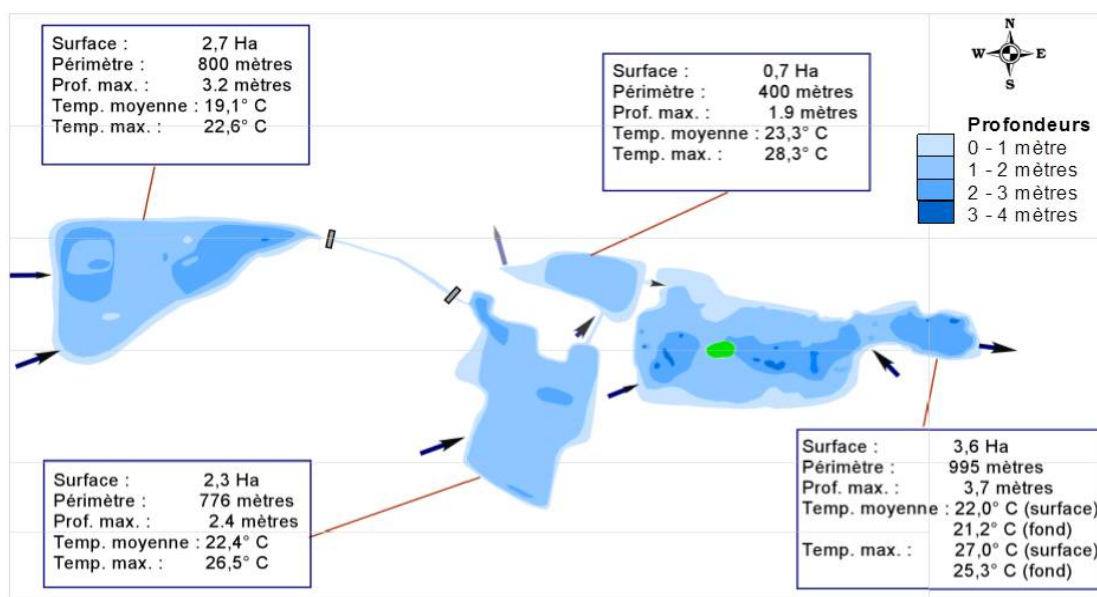 Surface : 2,7 Ha
Périmètre : 800 mètres
Prof. max. : 3.2 mètres
Temp. moyenne : 19,1° C
Temp. max. : 22,6° C
Surface : 0,7 Ha
Périmètre : 400 mètres
Prof. max. : 1.9 mètres
Temp. moyenne : 23,3° C
Temp. max. : 28,3° C
N
W E
S
Profondeurs
0 - 1 mètre
1 - 2 mètres
2 - 3 mètres
3 - 4 mètres
Surface : 2,3 Ha
Périmètre : 776 mètres
Prof. max. : 2.4 mètres
Temp. moyenne : 22,4° C
Temp. max. : 26,5° C
Surface : 3,6 Ha
Périmètre : 995 mètres
Prof. max. : 3,7 mètres
Temp. moyenne : 22,0° C (surface)
21,2° C (fond)
Temp. max. : 27,0° C (surface)
25,3° C (fond)